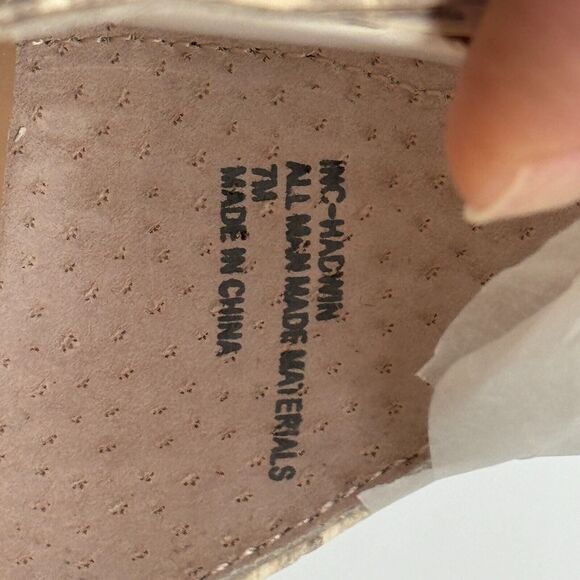 INC-HADWIN
ALL MAN MADE MATERIALS
7M
MADE IN CHINA